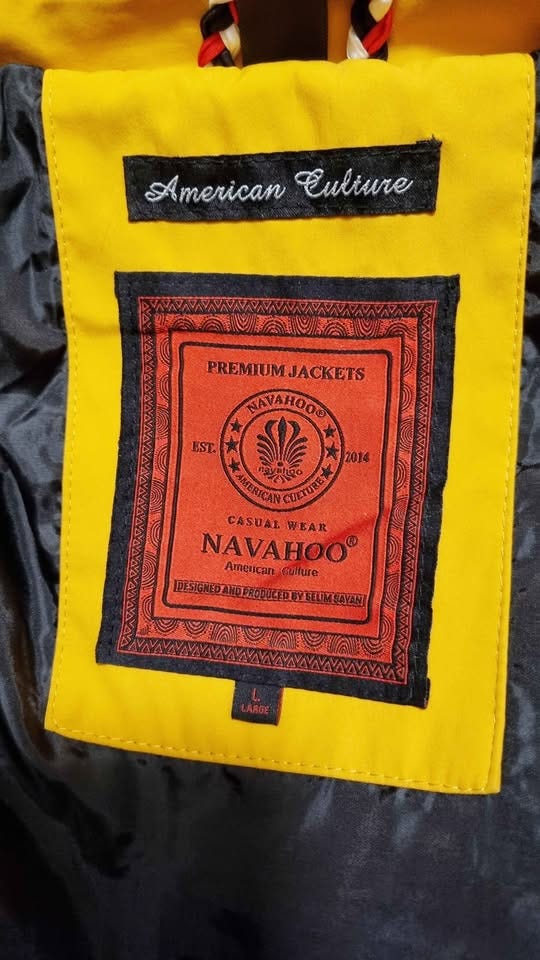 American Culture
PREMIUM JACKETS
NAVAHOO®
EST.
2014
navahoo
AMERICAN CULTURE
CASUAL WEAR
NAVAHOO®
American Culture
DESIGNED AND PRODUCED BY SELIM SAVAN
L
LARGE